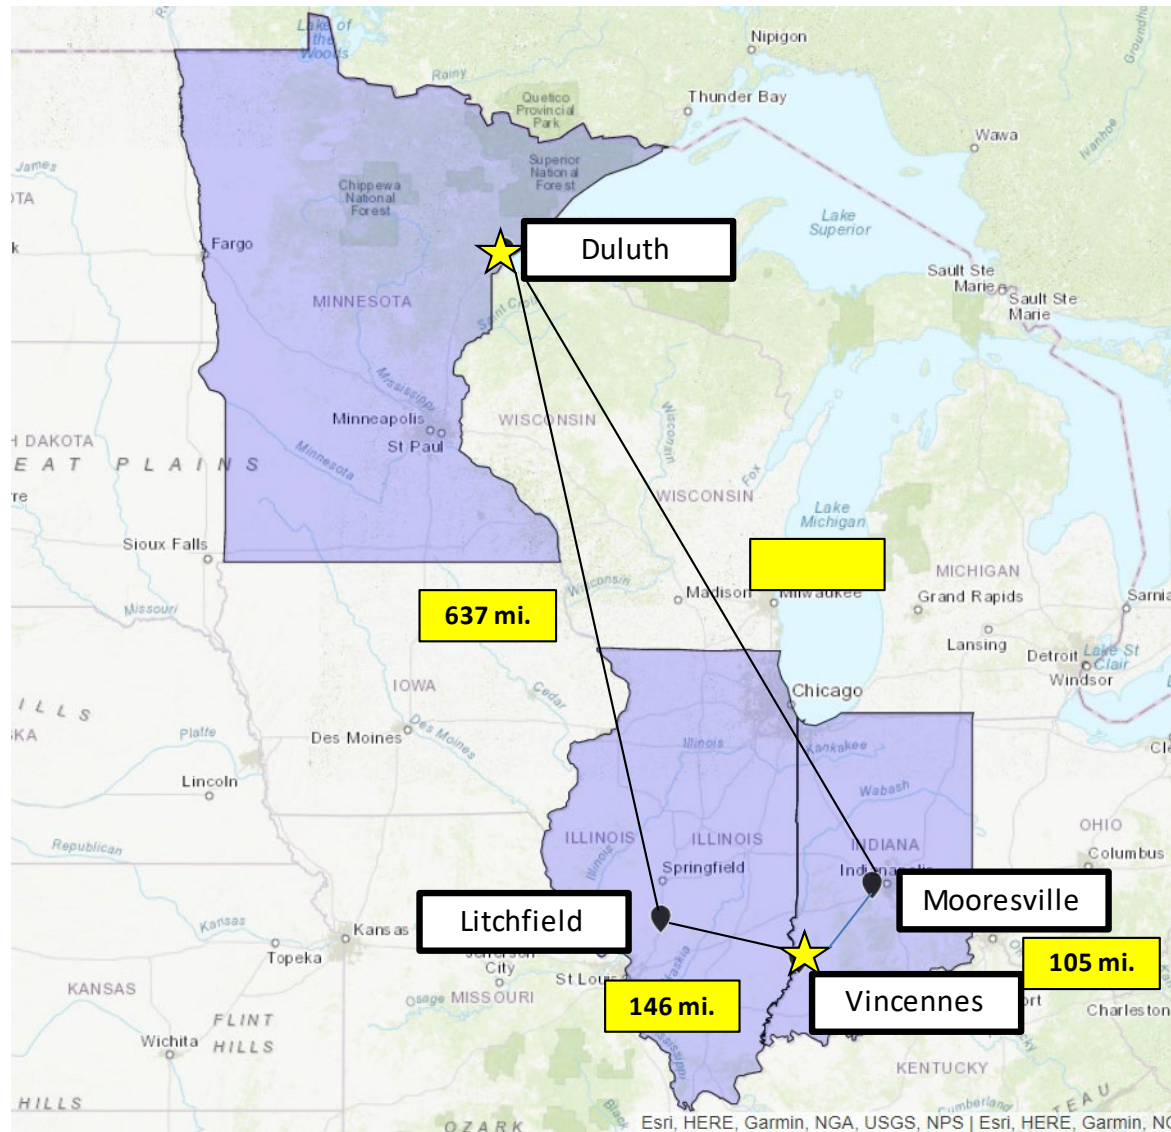 Lake of
the
Woods
Rainy
Nipigon
Thunder Bay
Quetico
Provincial
Park
Wawa
Ivanhoe
James
Superior
National
Forest
Chippewa
National
Forest
Lake
Superior
Fargo
Duluth
Sault Ste
Marie
Sault Ste
Marie
MINNESOTA
Saint Croix
Mississippi
Minneapolis
St Paul
WISCONSIN
Wisconsin
Fox
H DAKOTA
EAT PLAINS
Minnesota
WISCONSIN
Lake
Michigan
Sioux Falls
MICHIGAN
Wisconsin
Madison
Milwaukee
Grand Rapids
Sarnia
Missouri
637 mi.
Lansing
Detroit
Lake St
Clair
Windsor
IOWA
Cedar
Chicago
ILLS
Platte
Des Moines
Des Moines
Illinois
Kankakee
Lincoln
Wabash
Republican
ILLINOIS
Illinois
ILLINOIS
INDIANA
OHIO
Springfield
Columbus
Litchfield
Mooresville
Kansas
Kansas
Topeka
City
St Louis
105 mi.
KANSAS
Osage
MISSOURI
146 mi.
Vincennes
Charleston
FLINT
HILLS
Wichita
KENTUCKY
HILLS
OZARK
Esri, HERE, Garmin, NGA, USGS, NPS | Esri, HERE, Garmin, N